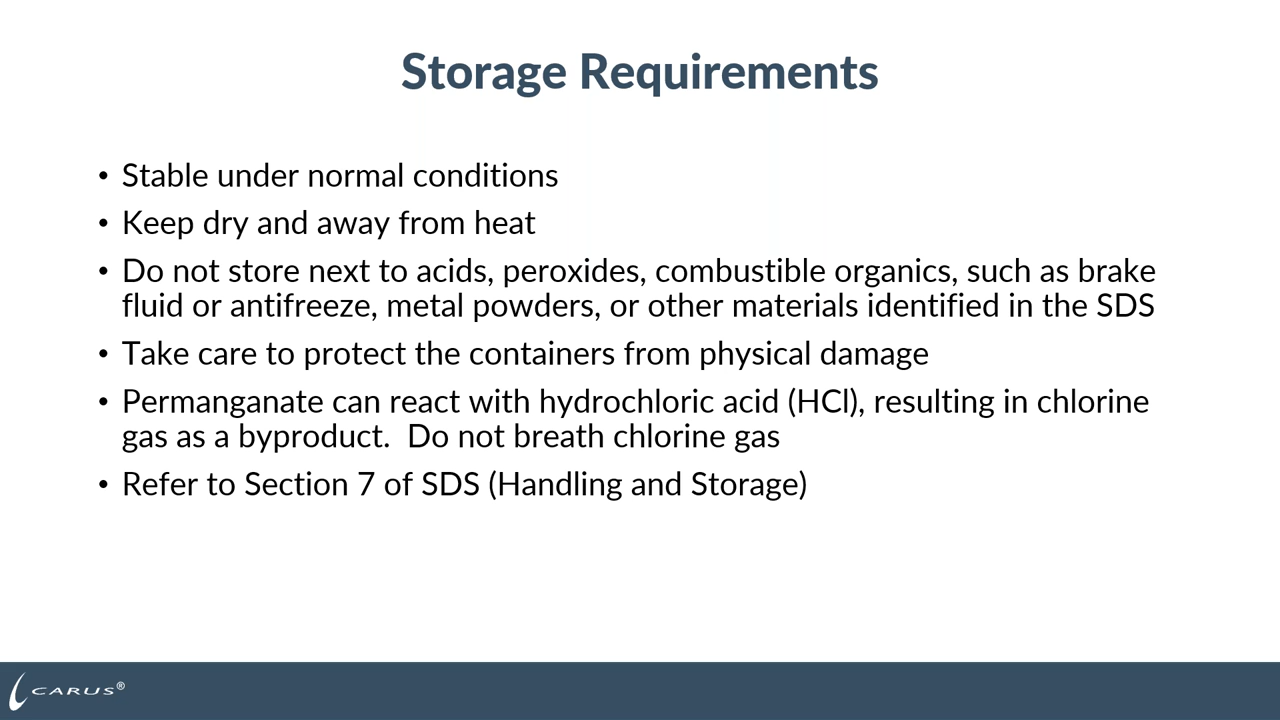 Storage Requirements
• Stable under normal conditions
• Keep dry and away from heat
• Do not store next to acids, peroxides, combustible organics, such as brake
fluid or antifreeze, metal powders, or other materials identified in the SDS
• Take care to protect the containers from physical damage
• Permanganate can react with hydrochloric acid (HCl), resulting in chlorine
gas as a byproduct.  Do not breath chlorine gas
• Refer to Section 7 of SDS (Handling and Storage)
CARUS®